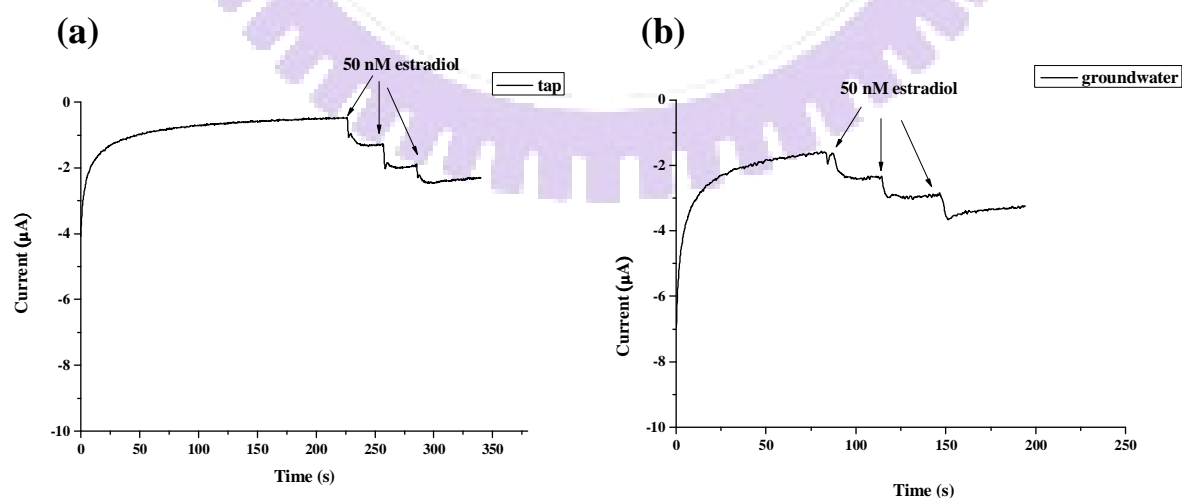 (a)
50 nM estradiol
tap
0
-2
-4
-6
-8
-10
Current (μA)
0 50 100 150 200 250 300 350
Time (s)
(b)
50 nM estradiol
groundwater
0
-2
-4
-6
-8
-10
Current (μA)
0 50 100 150 200 250
Time (s)